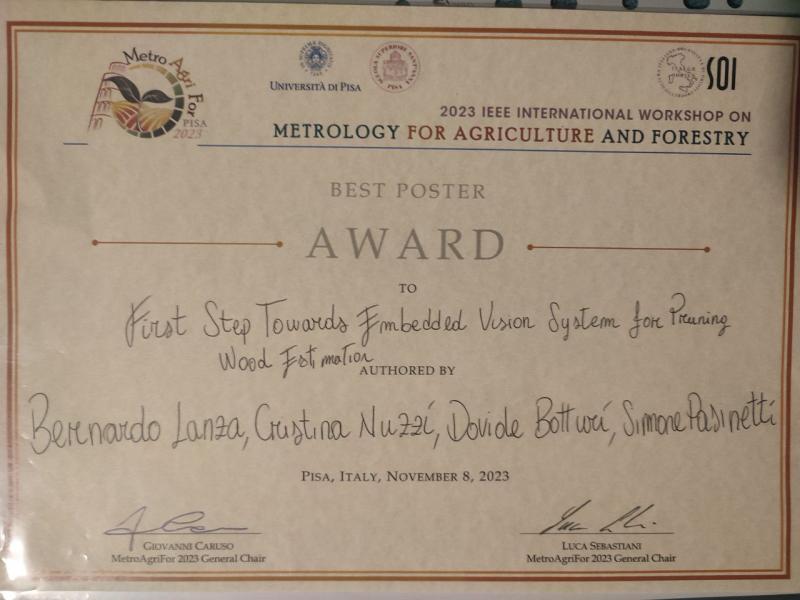 Metro Agri For
PISA
2023
UNIVERSITÀ DI PISA
SOI
2023 IEEE INTERNATIONAL WORKSHOP ON
METROLOGY FOR AGRICULTURE AND FORESTRY
BEST POSTER
AWARD
TO
First Step Towards Embedded Vision System for Pruning
Wood Estimation
AUTHORED BY
Bernardo Lanza, Cristina Nuzzi, Davide Botturi, Simone Pasinetti
PISA, ITALY, NOVEMBER 8, 2023
GIOVANNI CARUSO
MetroAgriFor 2023 General Chair
LUCA SEBASTIANI
MetroAgriFor 2023 General Chair